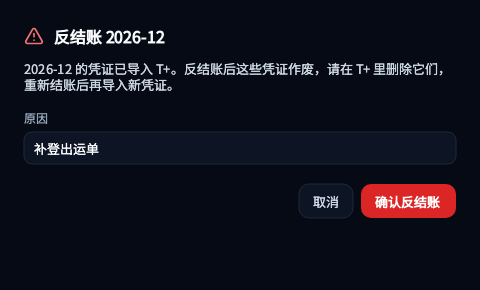 反结账 2026-12
2026-12 的凭证已导入 T+。反结账后这些凭证作废，请在 T+ 里删除它们，
重新结账后再导入新凭证。
原因
补登出运单
取消
确认反结账